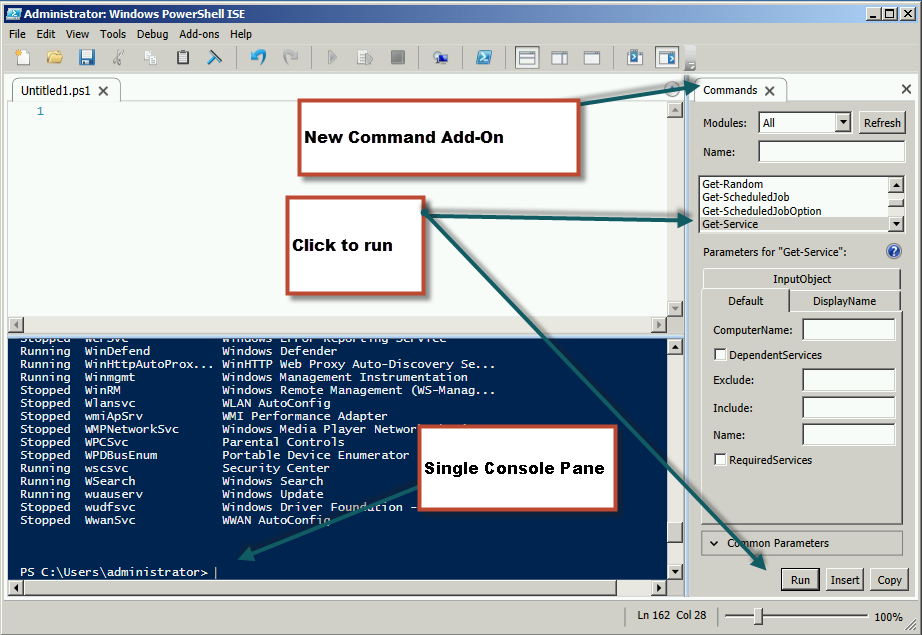 Administrator: Windows PowerShell ISE
File Edit View Tools Debug Add-ons Help
Untitled1.ps1
1
New Command Add-On
Click to run
Commands
Modules: All Refresh
Name:
Get-Random
Get-ScheduledJob
Get-ScheduledJobOption
Get-Service
Parameters for "Get-Service":
InputObject
Default DisplayName
ComputerName:
DependentServices
Exclude:
Include:
Name:
RequiredServices
Common Parameters
Run Insert Copy
Stopped WerSvc Windows Error Reporting Service
Running WinDefend Windows Defender
Running WinHttpAutoProx... WinHTTP Web Proxy Auto-Discovery Se...
Running Winmgmt Windows Management Instrumentation
Stopped WinRM Windows Remote Management (WS-Manag...
Stopped Wlansvc WLAN AutoConfig
Stopped wmiApSrv WMI Performance Adapter
Stopped WMPNetworkSvc Windows Media Player Networ
Stopped WPCSvc Parental Controls
Stopped WPDBusEnum Portable Device Enumerator
Running wscsvc Security Center
Running WSearch Windows Search
Running wuauserv Windows Update
Stopped wudfsvc Windows Driver Foundation -
Stopped WwanSvc WWAN AutoConfig
Single Console Pane
PS C:\Users\administrator>
Ln 162 Col 28 100%